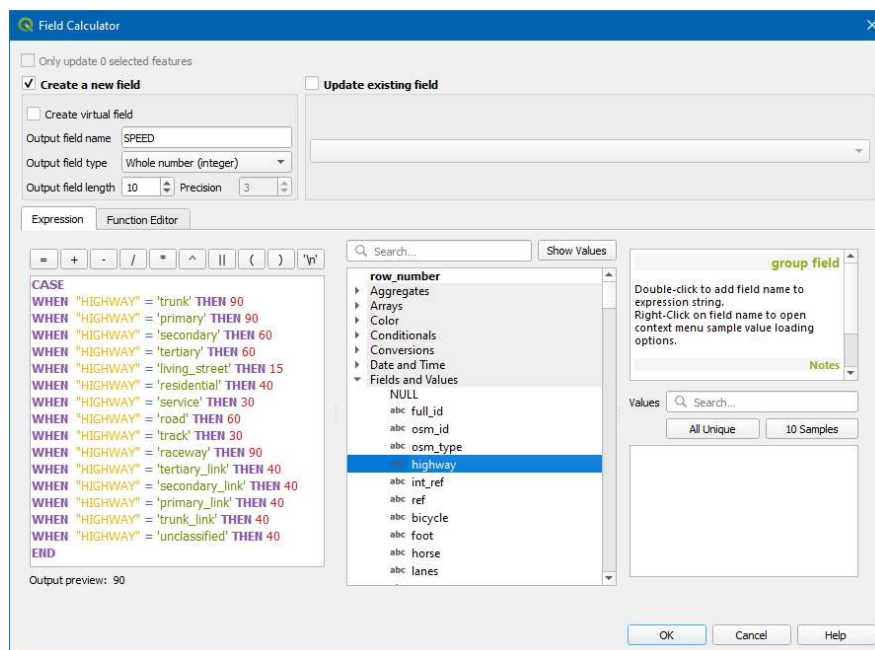 Field Calculator
Only update 0 selected features
Create a new field
Update existing field
Create virtual field
Output field name SPEED
Output field type Whole number (integer)
Output field length 10 Precision 3
Expression Function Editor
= + - / * ^ || ( ) '\n'
CASE
WHEN "HIGHWAY" = 'trunk' THEN 90
WHEN "HIGHWAY" = 'primary' THEN 90
WHEN "HIGHWAY" = 'secondary' THEN 60
WHEN "HIGHWAY" = 'tertiary' THEN 60
WHEN "HIGHWAY" = 'living_street' THEN 15
WHEN "HIGHWAY" = 'residential' THEN 40
WHEN "HIGHWAY" = 'service' THEN 30
WHEN "HIGHWAY" = 'road' THEN 60
WHEN "HIGHWAY" = 'track' THEN 30
WHEN "HIGHWAY" = 'raceway' THEN 90
WHEN "HIGHWAY" = 'tertiary_link' THEN 40
WHEN "HIGHWAY" = 'secondary_link' THEN 40
WHEN "HIGHWAY" = 'primary_link' THEN 40
WHEN "HIGHWAY" = 'trunk_link' THEN 40
WHEN "HIGHWAY" = 'unclassified' THEN 40
END
Output preview: 90
Search... Show Values
row_number
Aggregates
Arrays
Color
Conditionals
Conversions
Date and Time
Fields and Values
NULL
abc full_id
abc osm_id
abc osm_type
abc highway
abc int_ref
abc ref
abc bicycle
abc foot
abc horse
abc lanes
group field
Double-click to add field name to
expression string.
Right-Click on field name to open
context menu sample value loading
options.
Notes
Values Search...
All Unique 10 Samples
OK Cancel Help